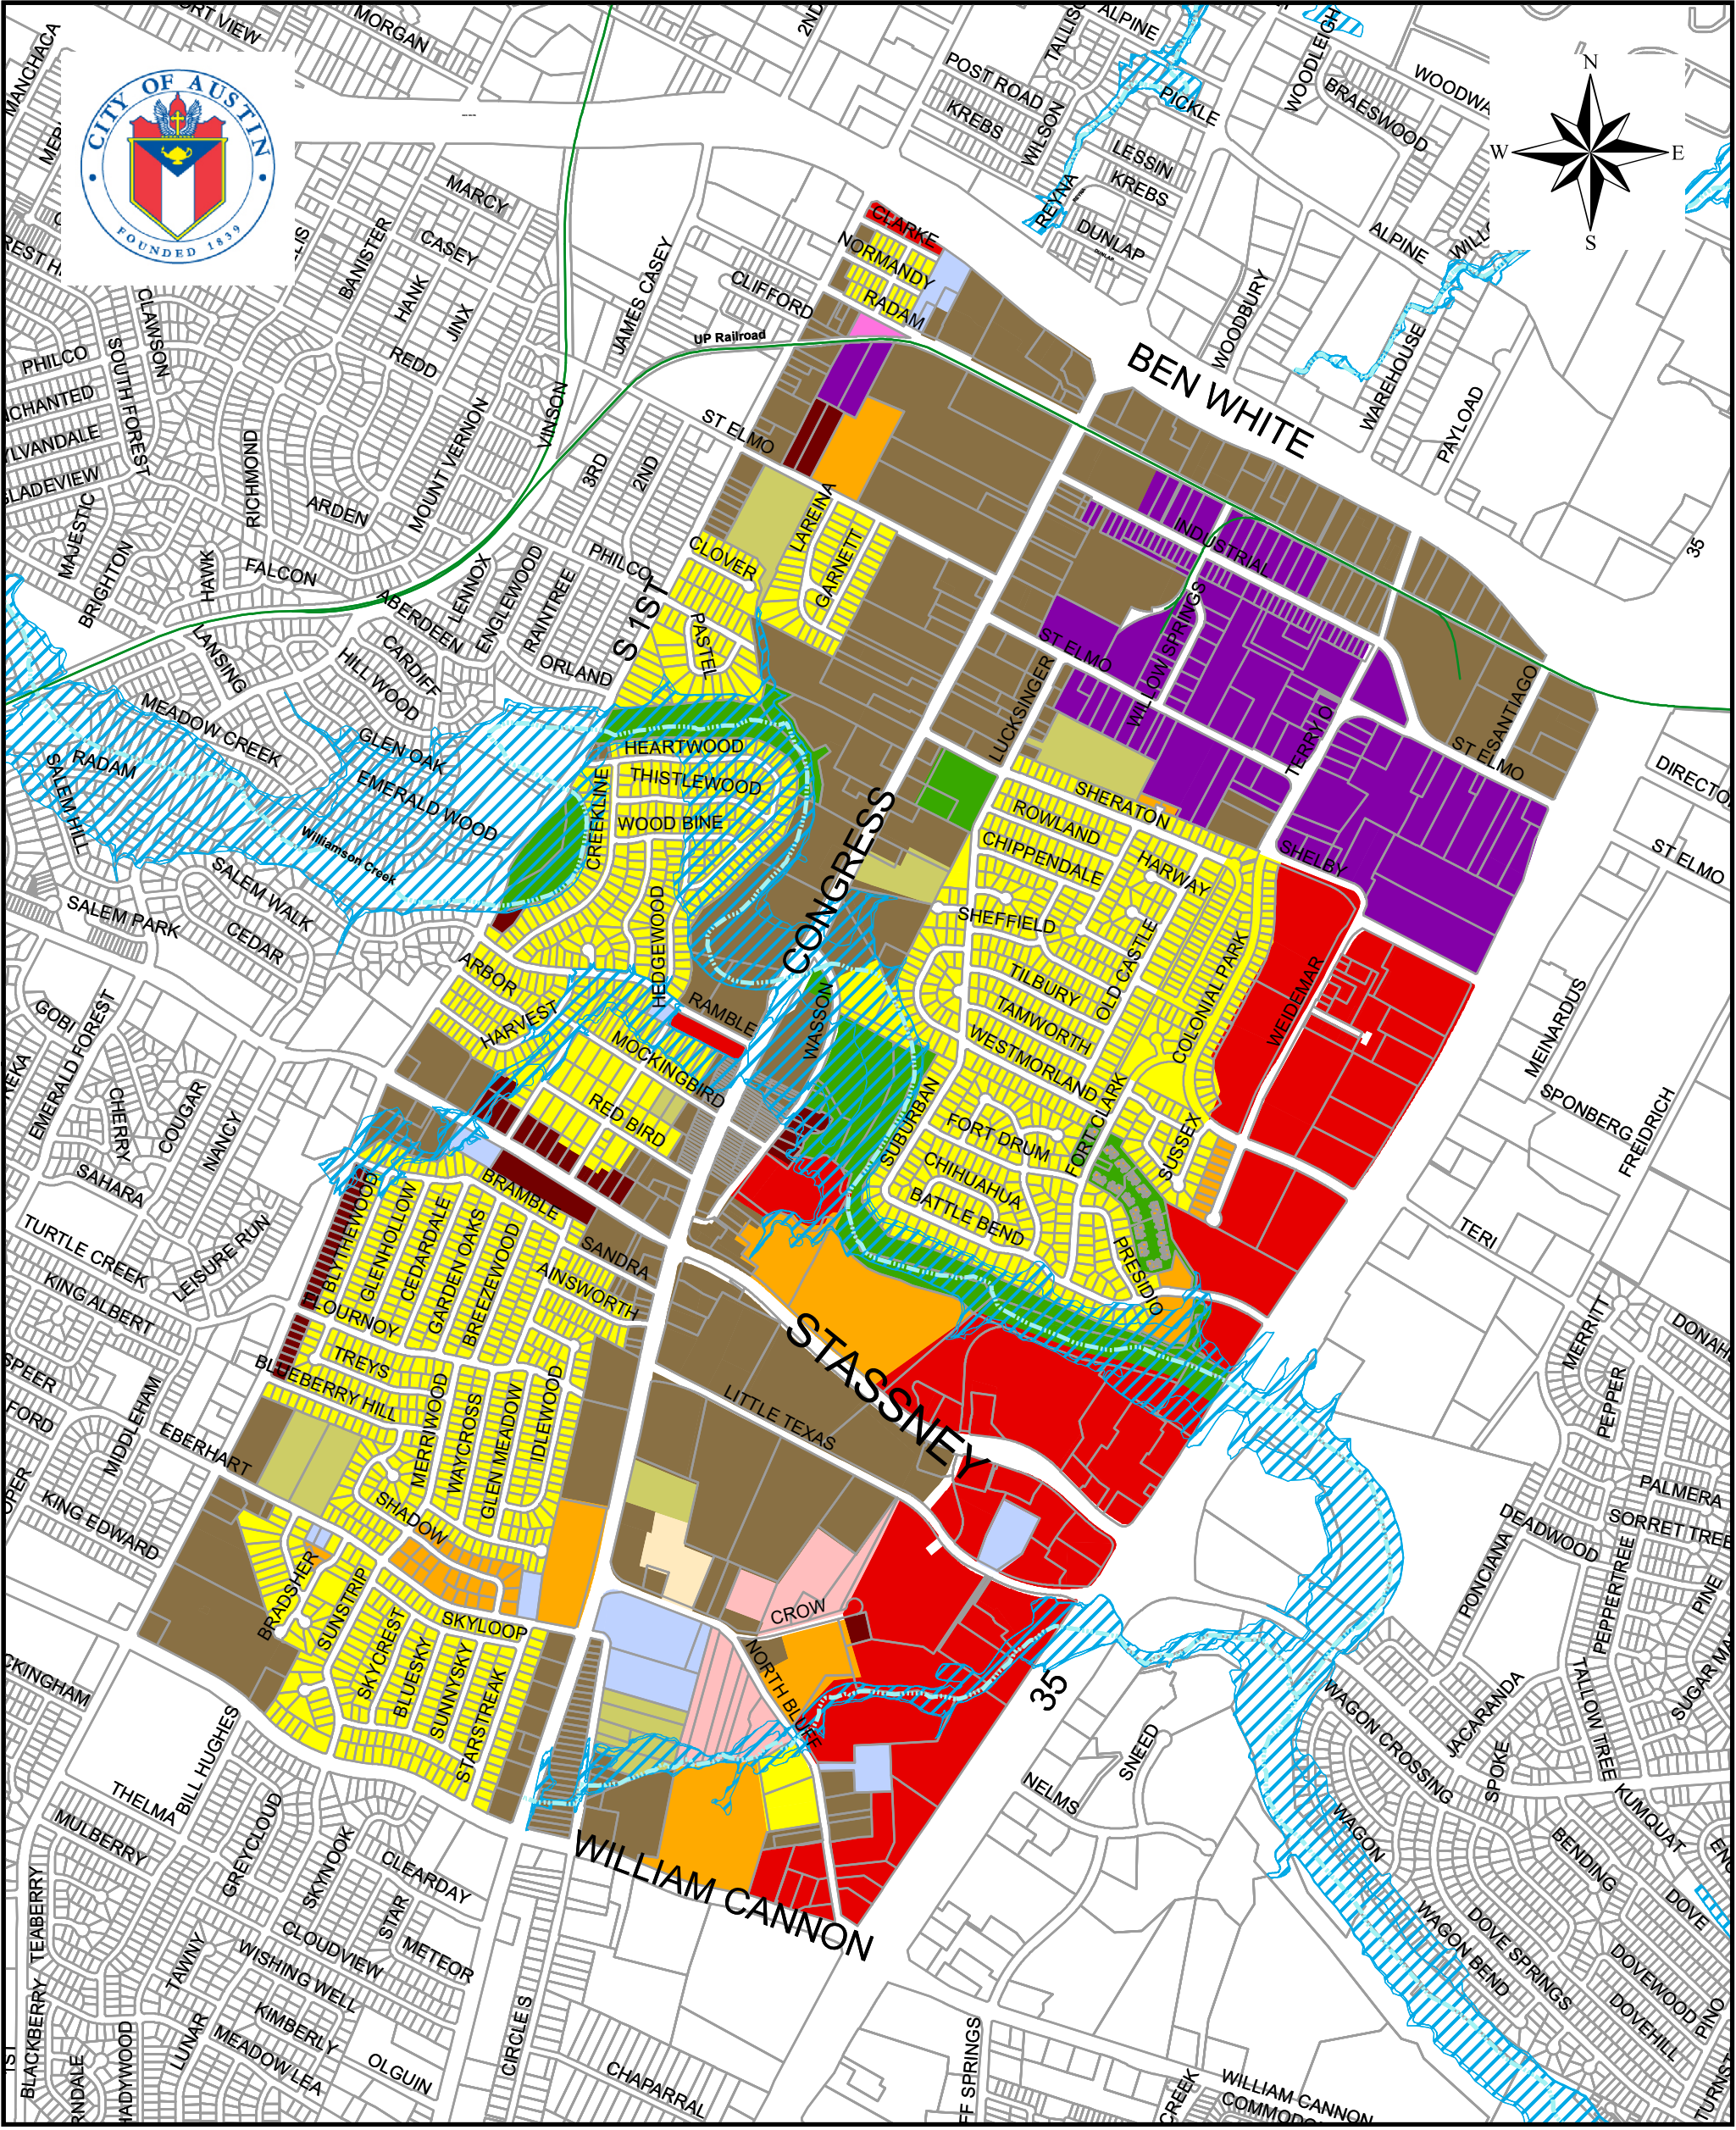 CITY OF AUSTIN
FOUNDED 1839
N
W
E
S
MANCHACA
MORGAN
2ND
ALPINE
POST ROAD
KREBS
WILSON
PICKLE
WOODLEIGH
BRAESWOOD
LESSIN
KREBS
REYNA
REYNA
DUNLAP
DUNLAP
ALPINE
MARCY
CASEY
BANISTER
HANK
JINX
REDD
JAMES CASEY
CLIFFORD
CLARKE
NORMANDY
RADAM
UP Railroad
WOODBURY
WAREHOUSE
PAYLOAD
BEN WHITE
35
PHILCO
CLAWSON
SOUTH FOREST
MAJESTIC
BRIGHTON
RICHMOND
ARDEN
MOUNT VERNON
VINSON
ST ELMO
3RD
2ND
HAWK
FALCON
LENNOX
ABERDEEN
ENGLEWOOD
RAINTREE
PHILCO
ORLAND
S 1ST
CLOVER
LAREINA
GARNETT
PASTEL
INDUSTRIAL
ST ELMO
WILLOW SPRINGS
LUCKSINGER
TERRY O
SANTIAGO
ST ELMO
DIRECTO
ST ELMO
LANSING
CARDIFF
HILL WOOD
MEADOW CREEK
GLEN OAK
RADAM
EMERALD WOOD
SALEM HILL
Williamson Creek
SALEM WALK
SALEM PARK
CEDAR
HEARTWOOD
THISTLEWOOD
WOOD BINE
CREEKLINE
HEDGEWOOD
CONGRESS
SHERATON
ROWLAND
CHIPPENDALE
HARWAY
SHELBY
SHEFFIELD
OLD CASTLE
TILBURY
TAMWORTH
WESTMORLAND
COLONIAL PARK
WEIDEMAR
ARBOR
HARVEST
RAMBLE
WASSON
MOCKINGBIRD
RED BIRD
SUBURBAN
FORT CLARK
FORT DRUM
SUSSEX
CHIHUAHUA
BATTLE BEND
PRESIDIO
MEINARDUS
SPONBERG
FREIDRICH
TERI
GOBI
EMERALD FOREST
CHERRY
COUGAR
NANCY
SAHARA
TURTLE CREEK
LEISURE RUN
KING ALBERT
BRAMBLE
BLYTHEWOOD
GLENHOLLOW
CEDARDALE
GARDEN OAKS
BREEZEWOOD
SANDRA
AINSWORTH
FLOURNOY
TREYS
BLUEBERRY HILL
MERRIWOOD
WAYCROSS
GLEN MEADOW
IDLEWOOD
STASSNEY
LITTLE TEXAS
MIDDLEHAM
EBERHART
KING EDWARD
SHADOW
BRADSHER
SUNSTRIP
SKYLOOP
SKYCREST
BLUESKY
SUNNYSKY
STARSTREAK
CROW
NORTH BLUFF
35
WILLIAM CANNON
MERRITT
PEPPER
PALMERA
DEADWOOD
SORRET TREE
PONCIANA
PEPPERTREE
PINE
TALLOW TREE
JACARANDA
WAGON CROSSING
SPOKE
KUMQUAT
WAGON
BENDING
DOVE
DOVE SPRINGS
WAGON BEND
DOVEWOOD
DOVEHILL
PINO
SNEED
NELMS
BILL HUGHES
THELMA
MULBERRY
GREYCLOUD
SKYNOOK
CLEARDAY
STAR
METEOR
CLOUDVIEW
WISHING WELL
TAWNY
KIMBERLY
LUNAR
MEADOW LEA
OLGUIN
TEABERRY
BLACKBERRY
CIRCLE S
CHAPARRAL
FF SPRINGS
CREEK
WILLIAM CANNON